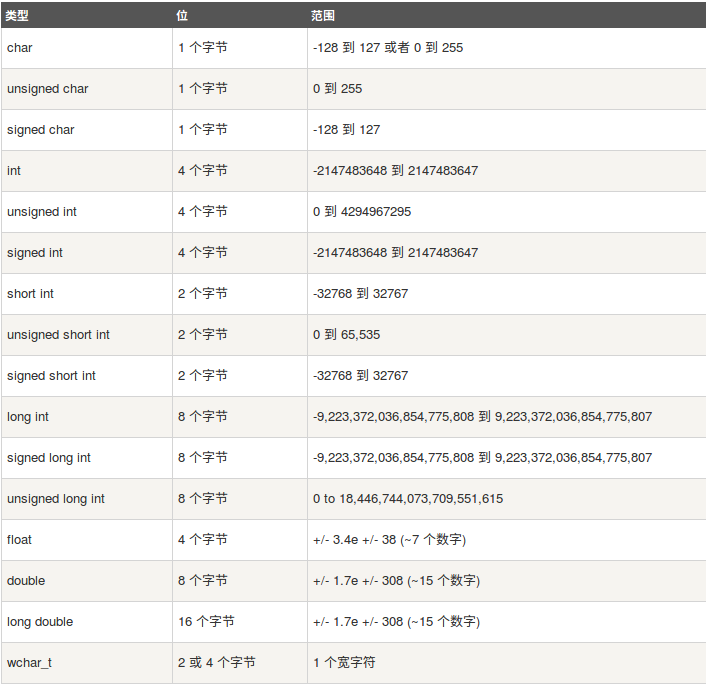 类型 位 范围
char 1 个字节 -128 到 127 或者 0 到 255
unsigned char 1 个字节 0 到 255
signed char 1 个字节 -128 到 127
int 4 个字节 -2147483648 到 2147483647
unsigned int 4 个字节 0 到 4294967295
signed int 4 个字节 -2147483648 到 2147483647
short int 2 个字节 -32768 到 32767
unsigned short int 2 个字节 0 到 65,535
signed short int 2 个字节 -32768 到 32767
long int 8 个字节 -9,223,372,036,854,775,808 到 9,223,372,036,854,775,807
signed long int 8 个字节 -9,223,372,036,854,775,808 到 9,223,372,036,854,775,807
unsigned long int 8 个字节 0 to 18,446,744,073,709,551,615
float 4 个字节 +/- 3.4e +/- 38 (~7 个数字)
double 8 个字节 +/- 1.7e +/- 308 (~15 个数字)
long double 16 个字节 +/- 1.7e +/- 308 (~15 个数字)
wchar_t 2 或 4 个字节 1 个宽字符